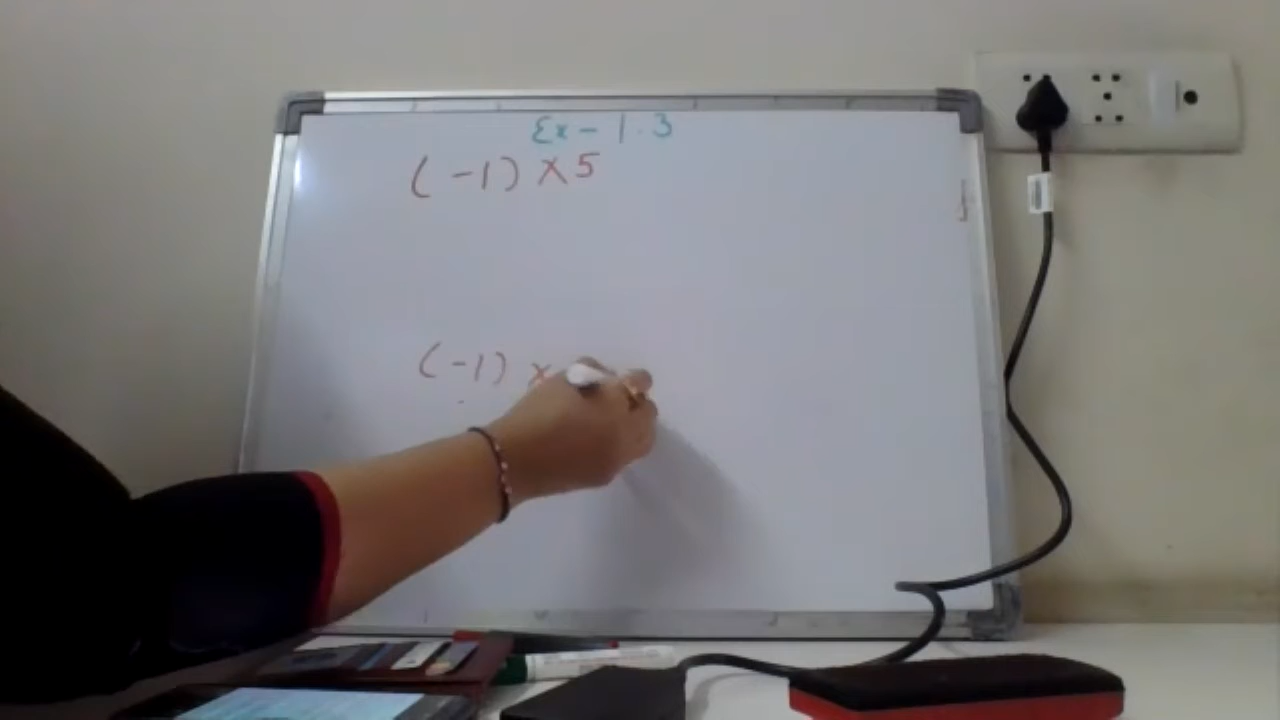 Ex - 1.3
(-1) × 5
(-1) ×